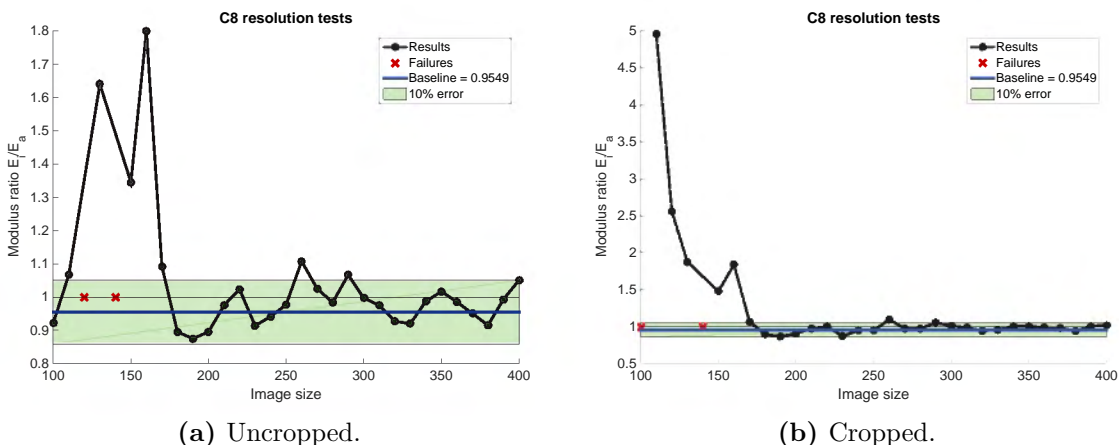 C8 resolution tests
1.8
1.7
1.6
1.5
1.4
1.3
1.2
1.1
1
0.9
0.8
Modulus ratio E_i/E_a
100 150 200 250 300 350 400
Image size
Results
Failures
Baseline = 0.9549
10% error
(a) Uncropped.
C8 resolution tests
5
4.5
4
3.5
3
2.5
2
1.5
1
0.5
Modulus ratio E_i/E_a
100 150 200 250 300 350 400
Image size
Results
Failures
Baseline = 0.9549
10% error
(b) Cropped.